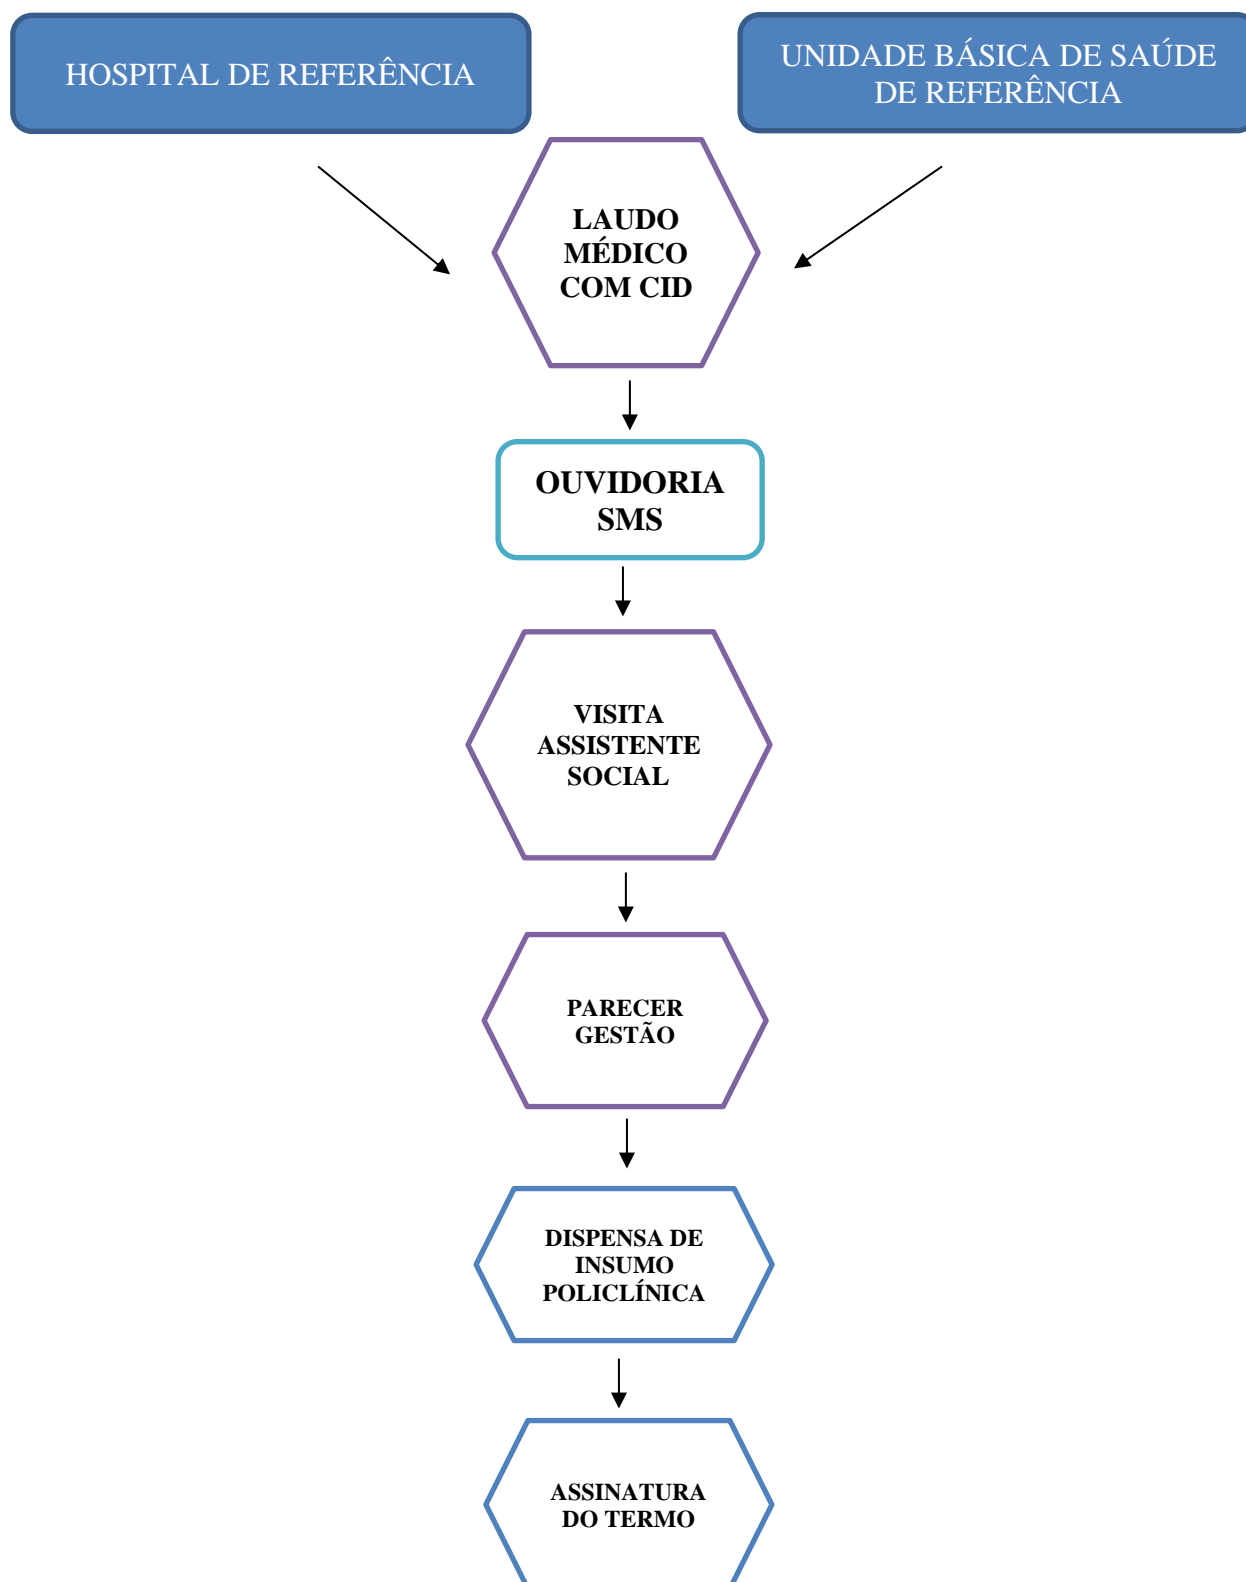 HOSPITAL DE REFERÊNCIA
UNIDADE BÁSICA DE SAÚDE
DE REFERÊNCIA
LAUDO
MÉDICO
COM CID
OUVIDORIA
SMS
VISITA
ASSISTENTE
SOCIAL
PARECER
GESTÃO
DISPENSA DE
INSUMO
POLICLÍNICA
ASSINATURA
DO TERMO